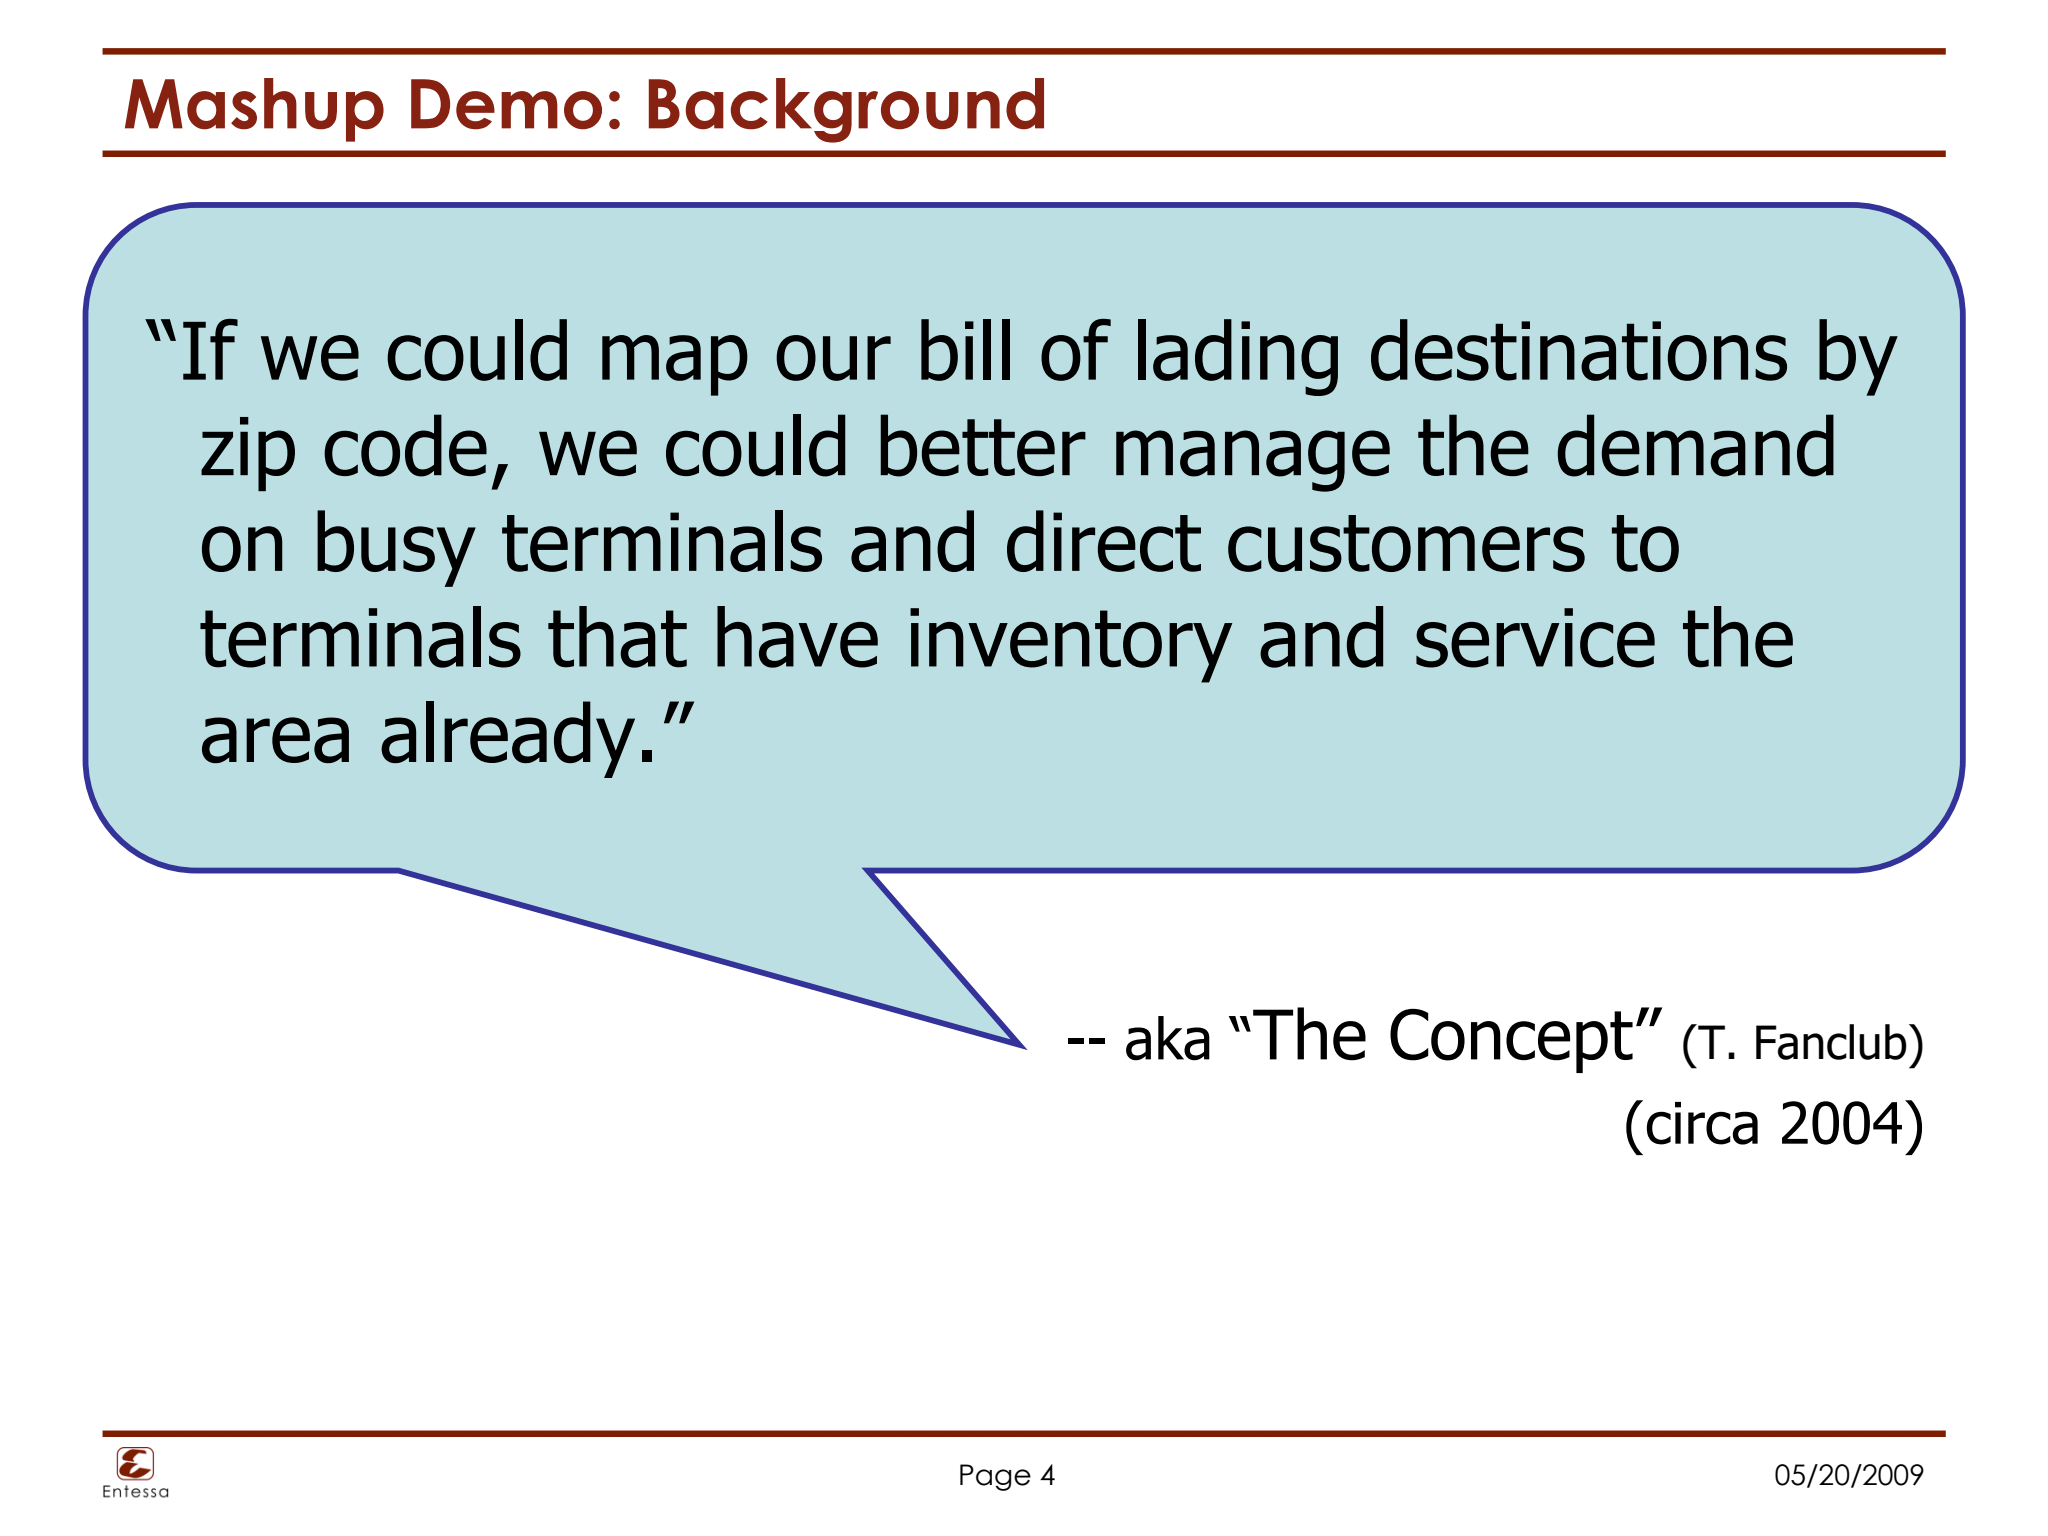 Mashup Demo: Background
“If we could map our bill of lading destinations by
zip code, we could better manage the demand
on busy terminals and direct customers to
terminals that have inventory and service the
area already.”
-- aka “The Concept” (T. Fanclub)
(circa 2004)
Entessa
Page 4
05/20/2009